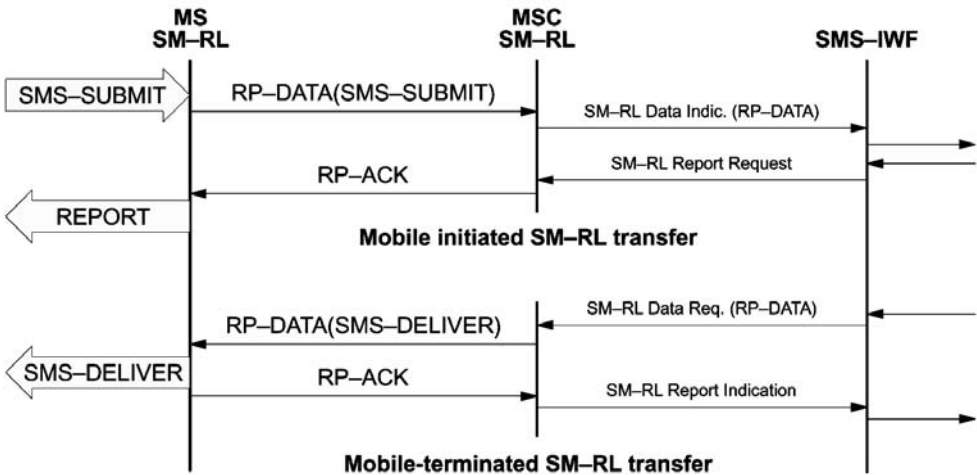 MS
SM–RL
MSC
SM–RL
SMS–IWF
SMS–SUBMIT
RP–DATA(SMS–SUBMIT)
SM–RL Data Indic. (RP–DATA)
SM–RL Report Request
RP–ACK
REPORT
Mobile initiated SM–RL transfer
SM–RL Data Req. (RP–DATA)
RP–DATA(SMS–DELIVER)
SMS–DELIVER
RP–ACK
SM–RL Report Indication
Mobile-terminated SM–RL transfer